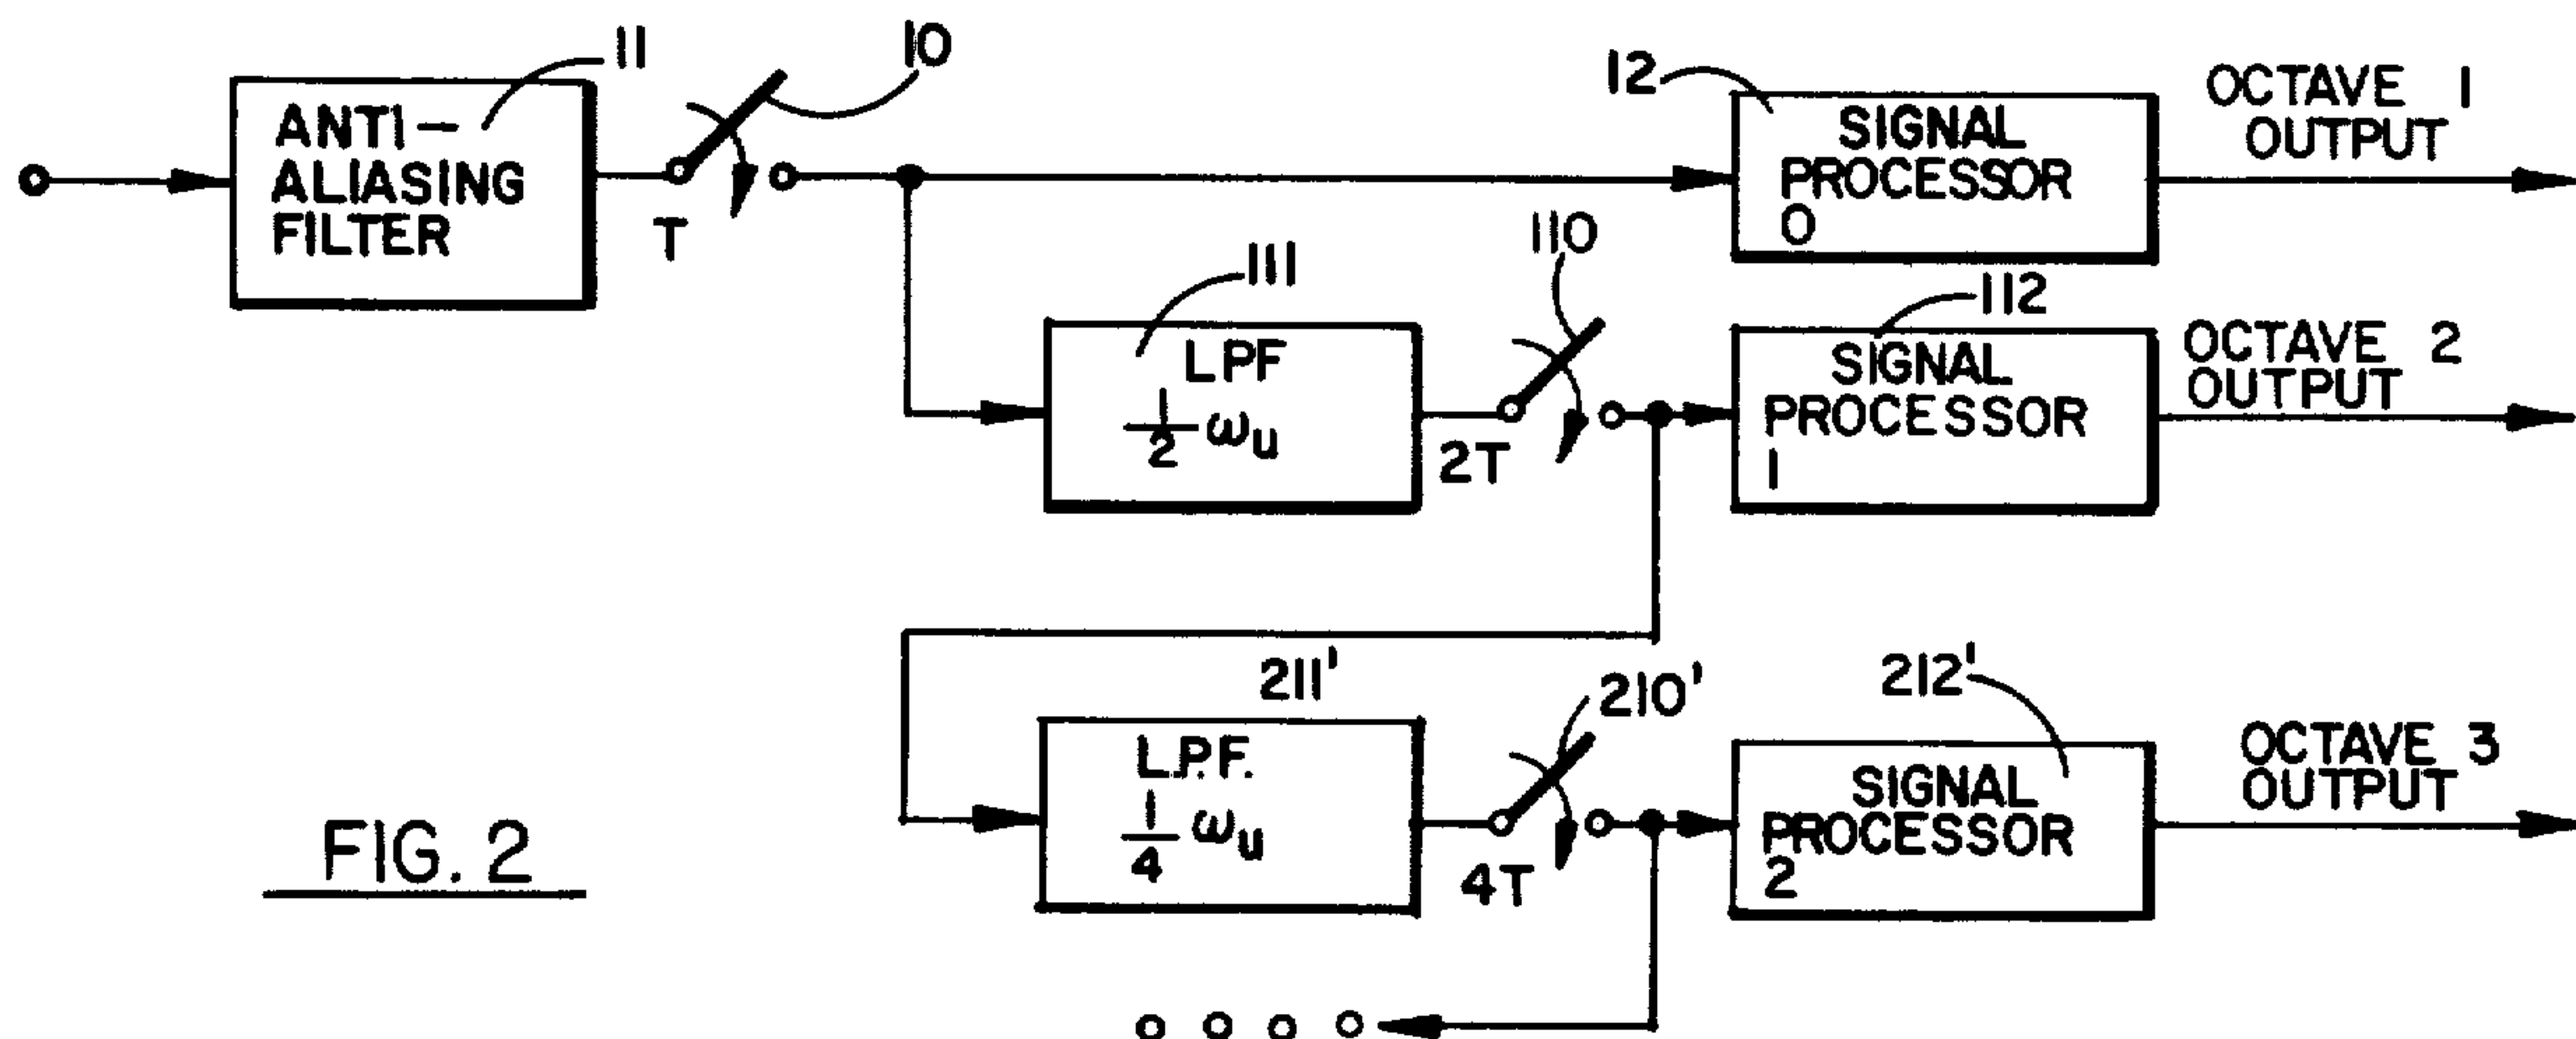 11
10
ANTI-
ALIASING
FILTER
T
12
SIGNAL
PROCESSOR
0
OCTAVE 1
OUTPUT
111
LPF
1/2 ωu
110
2T
112
SIGNAL
PROCESSOR
1
OCTAVE 2
OUTPUT
211'
L.P.F.
1/4 ωu
210'
4T
212'
SIGNAL
PROCESSOR
2
OCTAVE 3
OUTPUT
FIG. 2